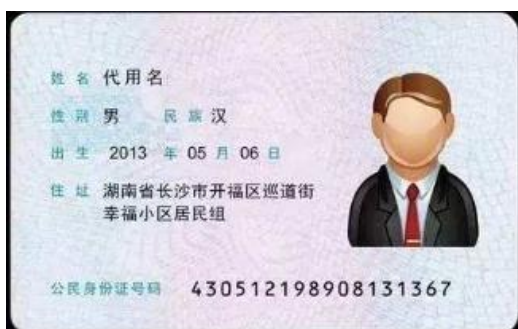 姓名 代用名
性别 男 民族 汉
出生 2013 年 05 月 06 日
住址 湖南省长沙市开福区巡道街
幸福小区居民组
公民身份证号码 430512198908131367